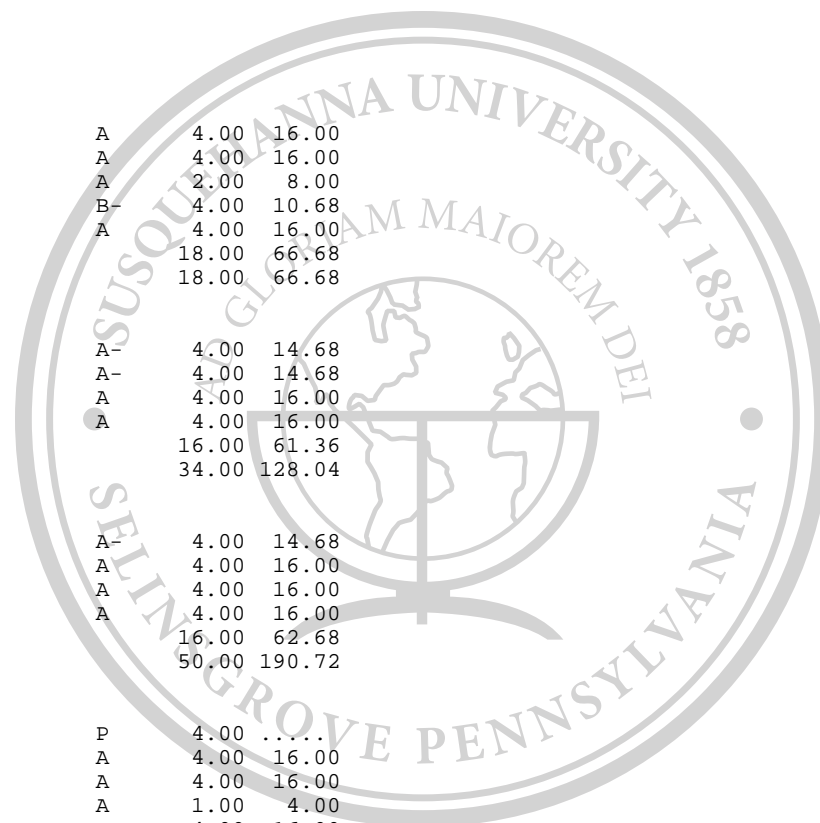 SUSQUEHANNA UNIVERSITY 1858
AD GLORIAM MAIOREM DEI
A 4.00 16.00
A 4.00 16.00
A 2.00 8.00
B- 4.00 10.68
A 4.00 16.00
18.00 66.68
18.00 66.68
A- 4.00 14.68
A- 4.00 14.68
A 4.00 16.00
A 4.00 16.00
16.00 61.36
34.00 128.04
A- 4.00 14.68
A 4.00 16.00
A 4.00 16.00
A 4.00 16.00
16.00 62.68
50.00 190.72
P 4.00 .....
A 4.00 16.00
A 4.00 16.00
A 1.00 4.00
SELINSGROVE PENNSYLVANIA